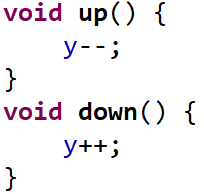 void up() {
    y--;
}
void down() {
    y++;
}